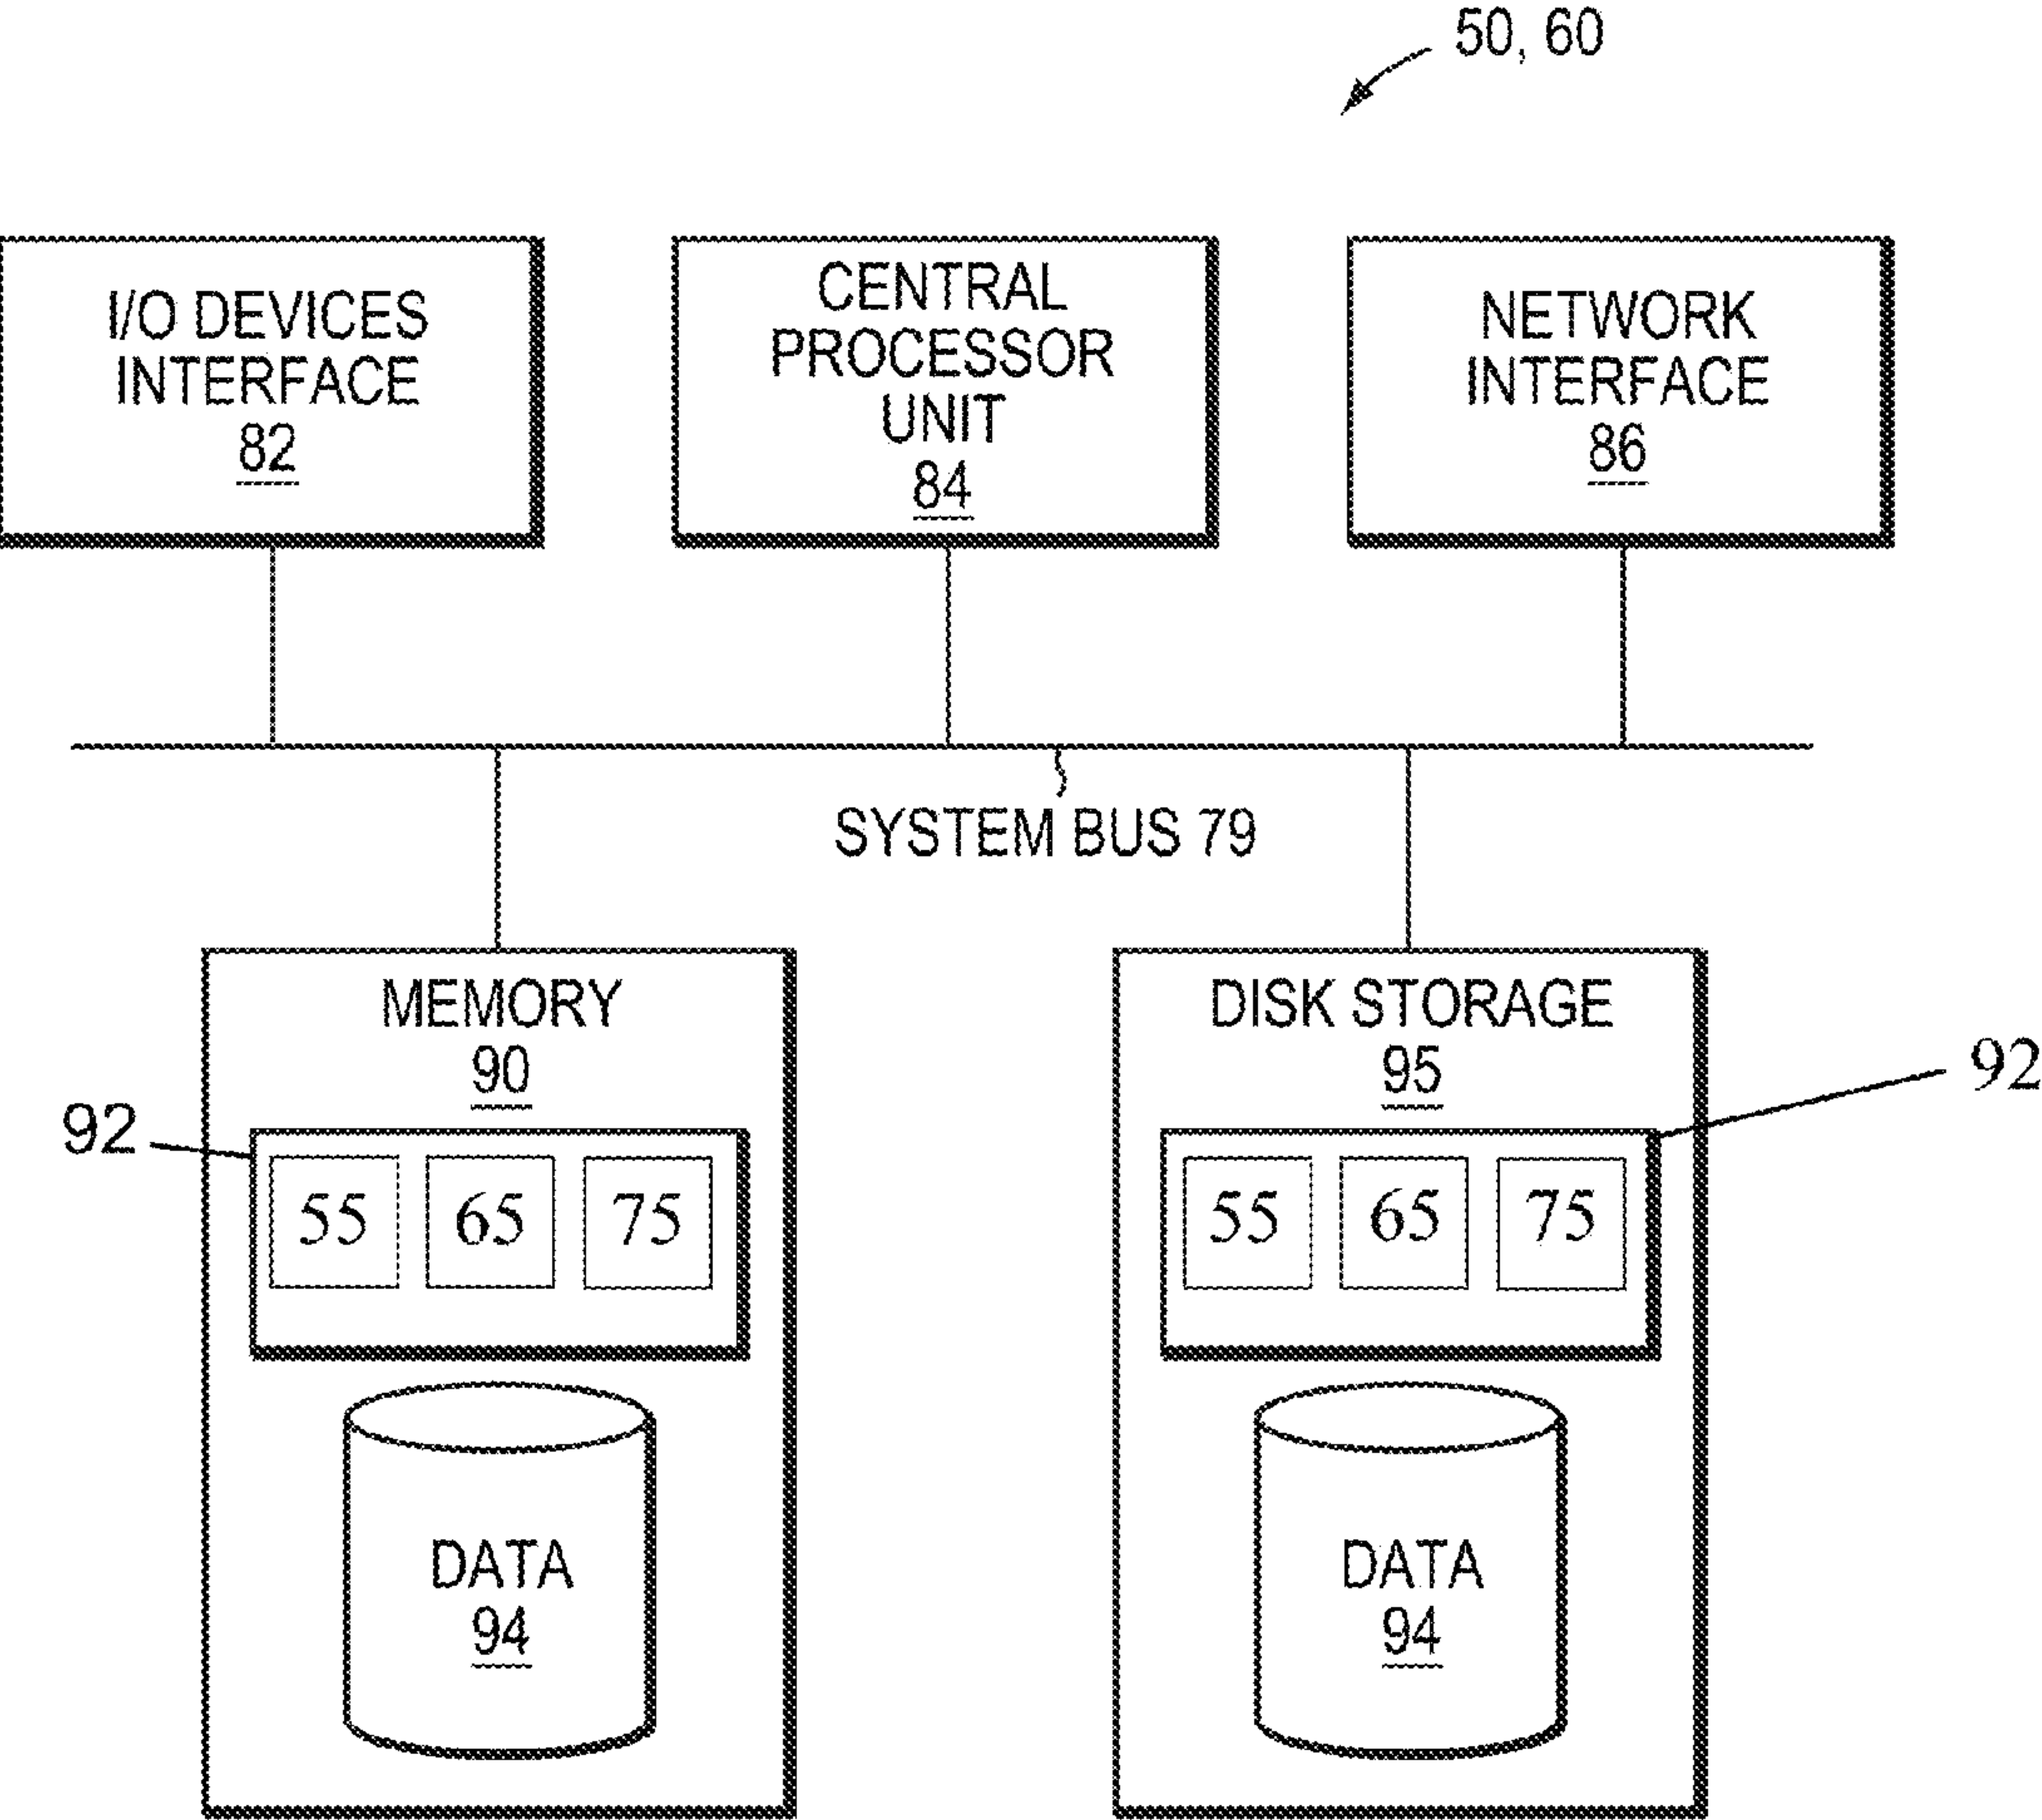 50, 60
I/O DEVICES
INTERFACE
82
CENTRAL
PROCESSOR
UNIT
84
NETWORK
INTERFACE
86
SYSTEM BUS 79
MEMORY
90
92
55 65 75
DATA
94
DISK STORAGE
95
92
55 65 75
DATA
94